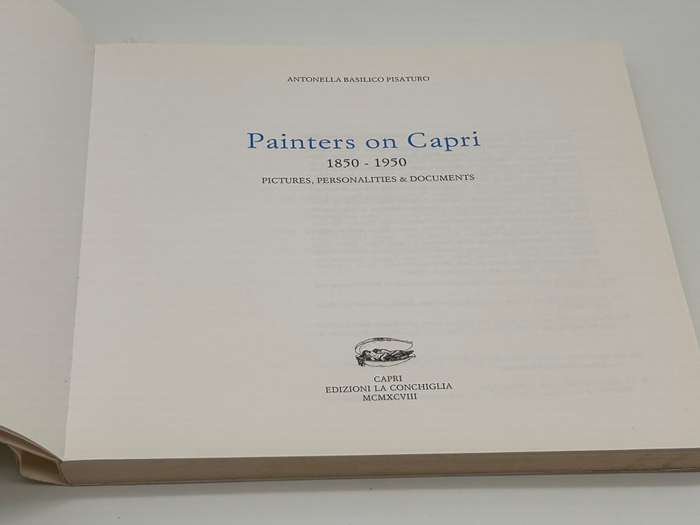 ANTONELLA BASILICO PISATURO
Painters on Capri
1850 - 1950
PICTURES, PERSONALITIES & DOCUMENTS
CAPRI
EDIZIONI LA CONCHIGLIA
MCMXCVIII